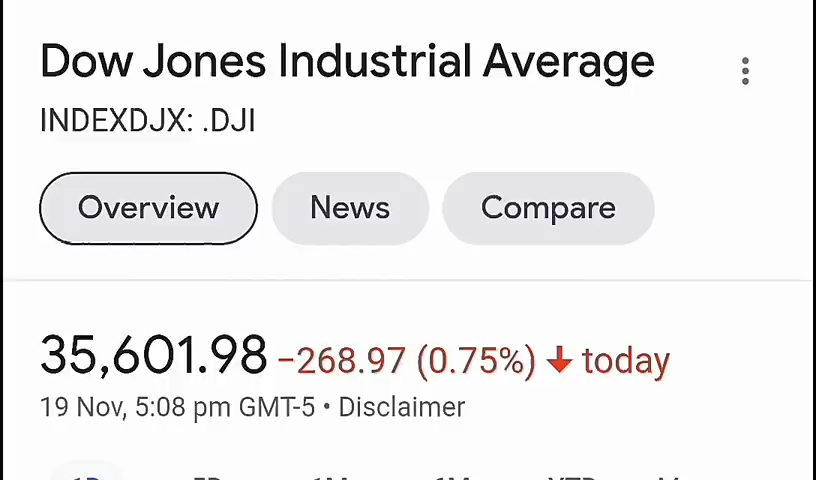 Dow Jones Industrial Average
INDEXDJX: .DJI
Overview News Compare
35,601.98 −268.97 (0.75%) ↓ today
19 Nov, 5:08 pm GMT-5 • Disclaimer